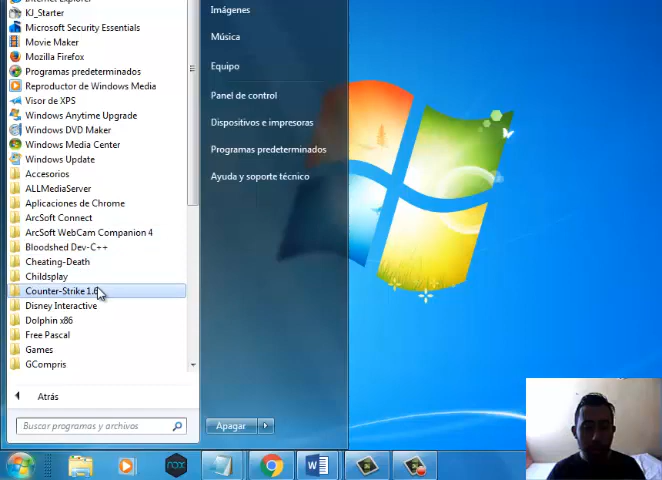 KJ_Starter
Microsoft Security Essentials
Movie Maker
Mozilla Firefox
Programas predeterminados
Reproductor de Windows Media
Visor de XPS
Windows Anytime Upgrade
Windows DVD Maker
Windows Media Center
Windows Update
Accesorios
ALLMediaServer
Aplicaciones de Chrome
ArcSoft Connect
ArcSoft WebCam Companion 4
Bloodshed Dev-C++
Cheating-Death
Childsplay
Counter-Strike 1.6
Disney Interactive
Dolphin x86
Free Pascal
Games
GCompris
Atrás
Buscar programas y archivos
Imágenes
Música
Equipo
Panel de control
Dispositivos e impresoras
Programas predeterminados
Ayuda y soporte técnico
Apagar
nox